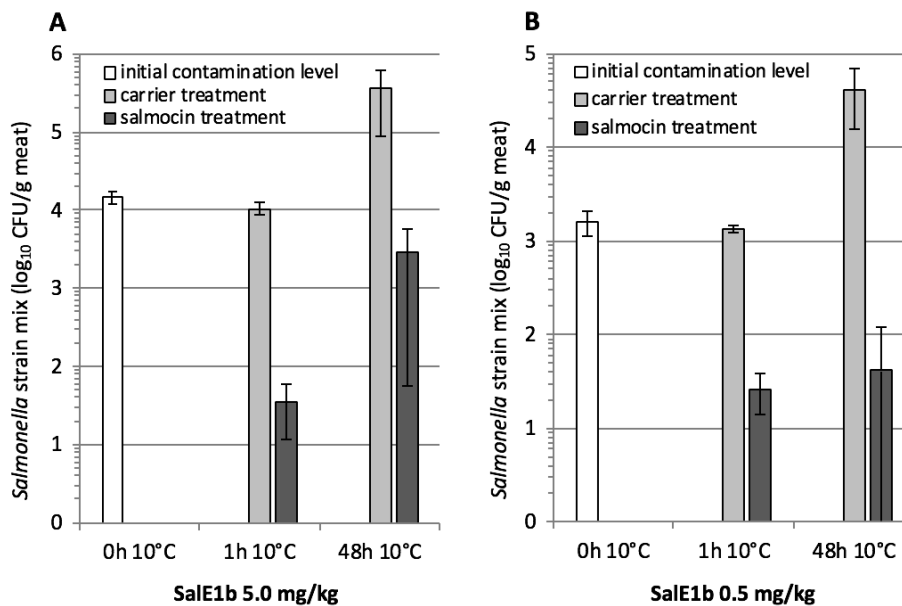 A
Salmonella strain mix (log₁₀ CFU/g meat)
6
5
4
3
2
1
0
initial contamination level
carrier treatment
salmocin treatment
0h 10°C 1h 10°C 48h 10°C
SalE1b 5.0 mg/kg
B
Salmonella strain mix (log₁₀ CFU/g meat)
5
4
3
2
1
0
initial contamination level
carrier treatment
salmocin treatment
0h 10°C 1h 10°C 48h 10°C
SalE1b 0.5 mg/kg